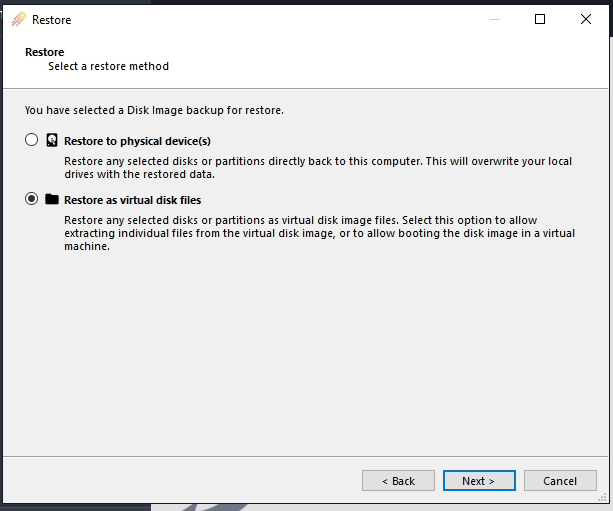 Restore
Restore
Select a restore method
You have selected a Disk Image backup for restore.
Restore to physical device(s)
Restore any selected disks or partitions directly back to this computer. This will overwrite your local
drives with the restored data.
Restore as virtual disk files
Restore any selected disks or partitions as virtual disk image files. Select this option to allow
extracting individual files from the virtual disk image, or to allow booting the disk image in a virtual
machine.
< Back
Next >
Cancel